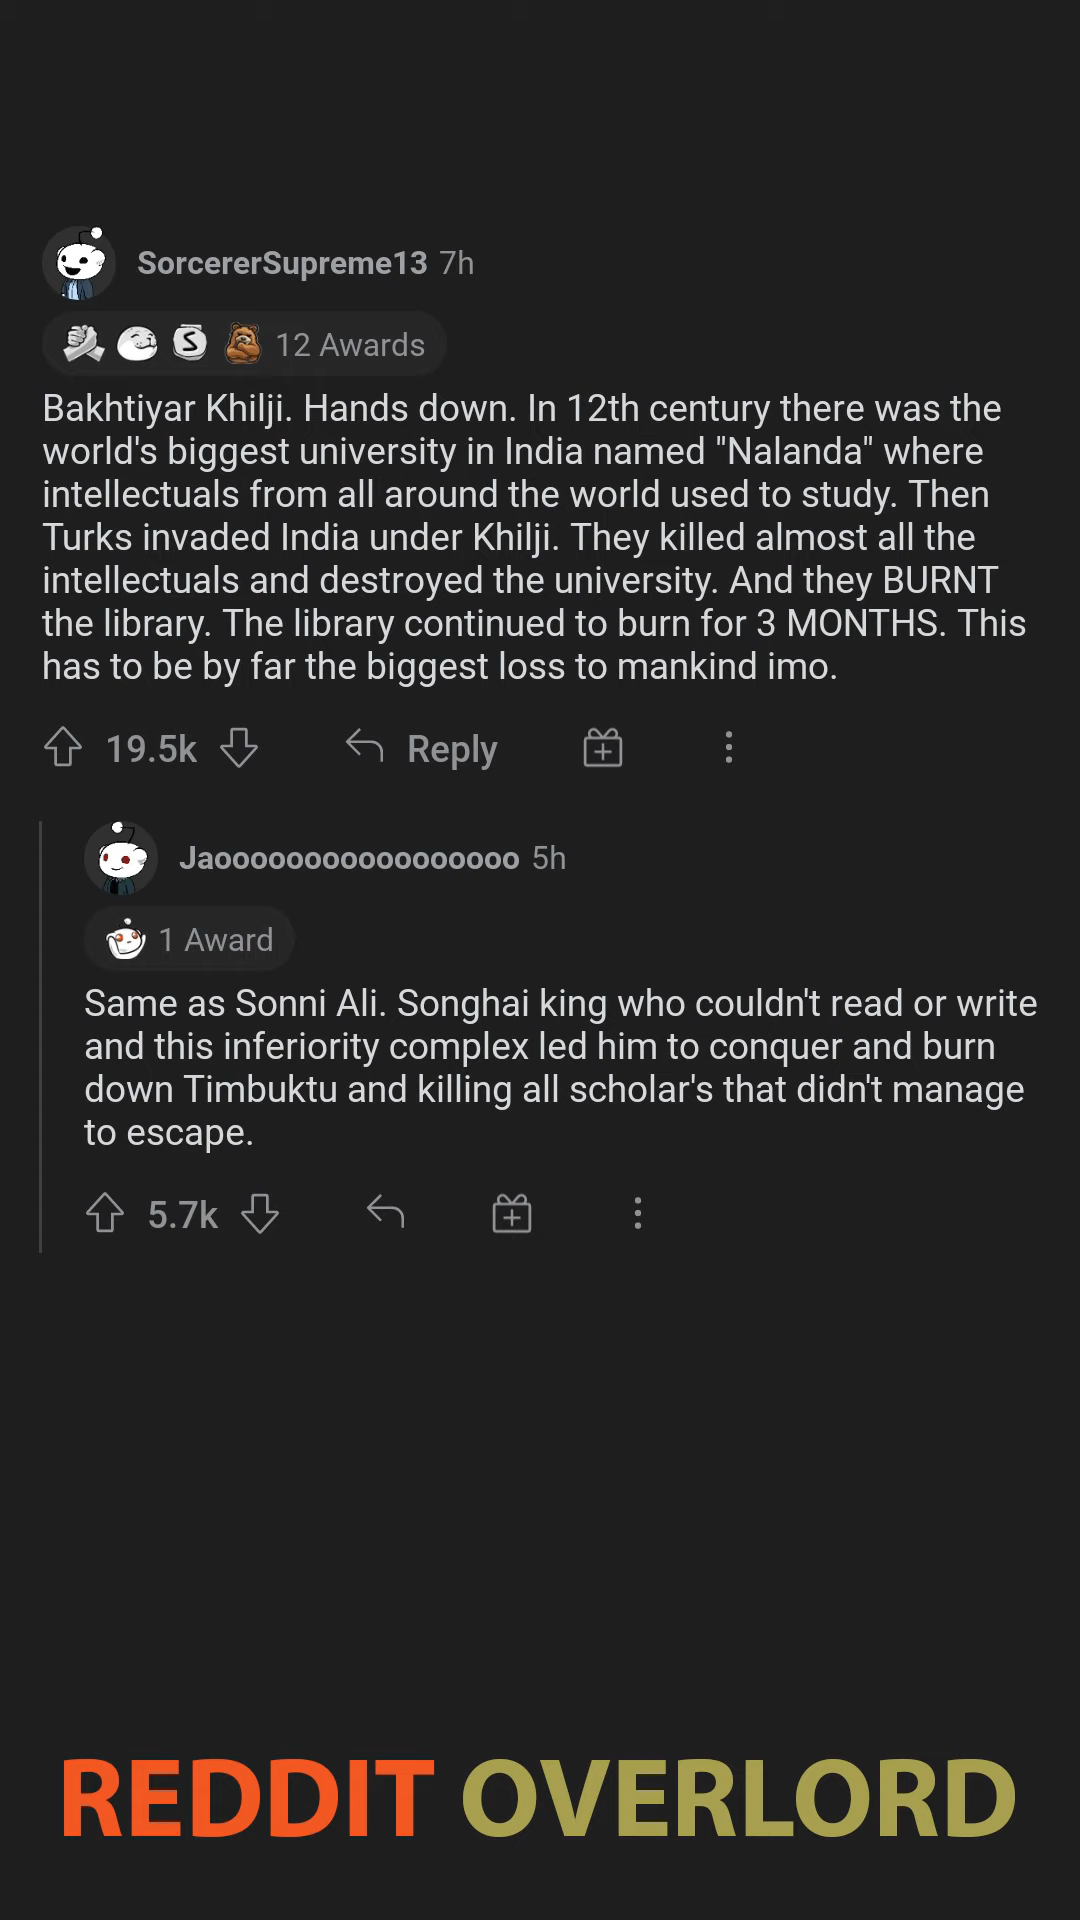 SorcererSupreme13 7h
12 Awards
Bakhtiyar Khilji. Hands down. In 12th century there was the
world's biggest university in India named "Nalanda" where
intellectuals from all around the world used to study. Then
Turks invaded India under Khilji. They killed almost all the
intellectuals and destroyed the university. And they BURNT
the library. The library continued to burn for 3 MONTHS. This
has to be by far the biggest loss to mankind imo.
19.5k Reply
Jaooooooooooooooooo 5h
1 Award
Same as Sonni Ali. Songhai king who couldn't read or write
and this inferiority complex led him to conquer and burn
down Timbuktu and killing all scholar's that didn't manage
to escape.
5.7k
REDDIT OVERLORD